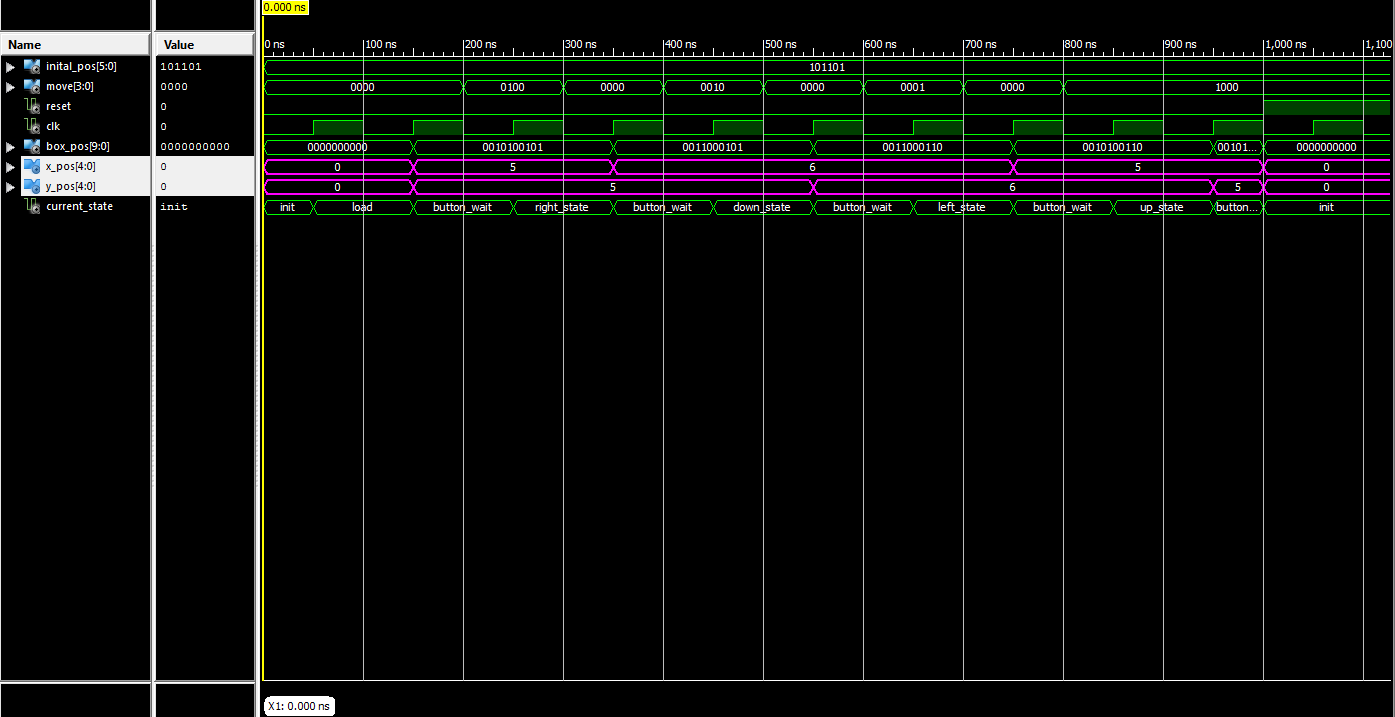 0.000 ns
Name Value 0 ns 100 ns 200 ns 300 ns 400 ns 500 ns 600 ns 700 ns 800 ns 900 ns 1,000 ns 1,100
inital_pos[5:0] 101101 101101
move[3:0] 0000 0000 0100 0000 0010 0000 0001 0000 1000
reset 0
clk 0
box_pos[9:0] 0000000000 0000000000 0010100101 0011000101 0011000110 0010100110 00101... 0000000000
x_pos[4:0] 0 0 5 6 5 0
y_pos[4:0] 0 0 5 6 5 0
current_state init init load button_wait right_state button_wait down_state button_wait left_state button_wait up_state button... init
X1: 0.000 ns